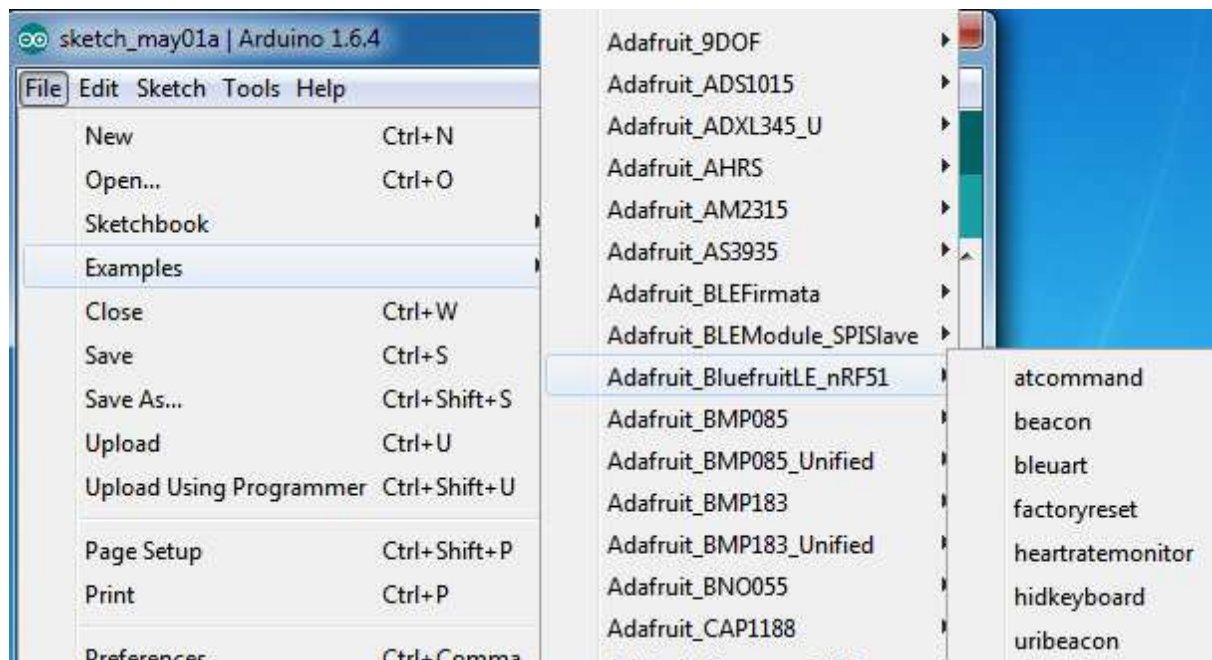 sketch_may01a | Arduino 1.6.4
File Edit Sketch Tools Help
New Ctrl+N
Open... Ctrl+O
Sketchbook
Examples
Close Ctrl+W
Save Ctrl+S
Save As... Ctrl+Shift+S
Upload Ctrl+U
Upload Using Programmer Ctrl+Shift+U
Page Setup Ctrl+Shift+P
Print Ctrl+P
Preferences Ctrl+Comma
Adafruit_9DOF
Adafruit_ADS1015
Adafruit_ADXL345_U
Adafruit_AHRS
Adafruit_AM2315
Adafruit_AS3935
Adafruit_BLEFirmata
Adafruit_BLEModule_SPISlave
Adafruit_BluefruitLE_nRF51
Adafruit_BMP085
Adafruit_BMP085_Unified
Adafruit_BMP183
Adafruit_BMP183_Unified
Adafruit_BNO055
Adafruit_CAP1188
atcommand
beacon
bleuart
factoryreset
heartratemonitor
hidkeyboard
uribeacon